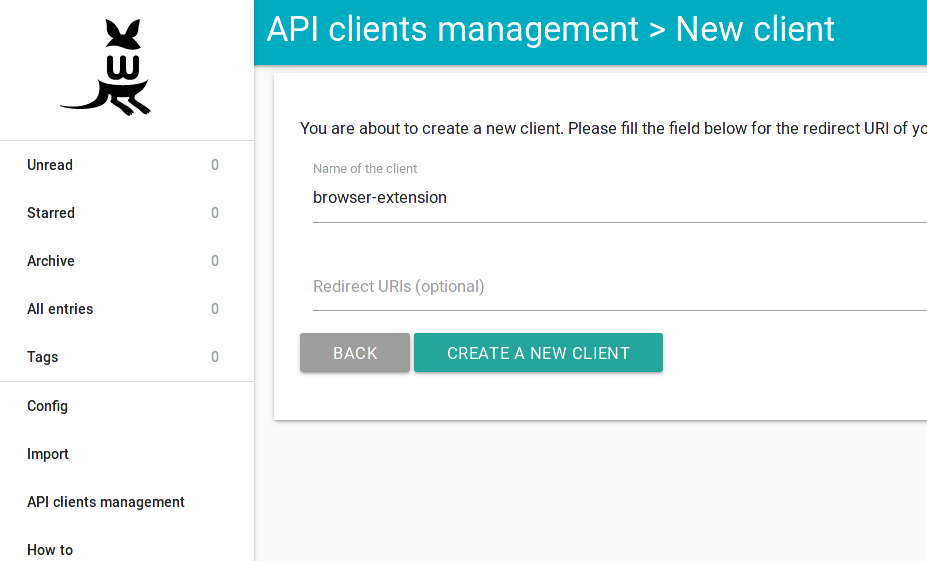 W
API clients management > New client
Unread 0
Starred 0
Archive 0
All entries 0
Tags 0
Config
Import
API clients management
How to
You are about to create a new client. Please fill the field below for the redirect URI of
Name of the client
browser-extension
Redirect URIs (optional)
BACK
CREATE A NEW CLIENT